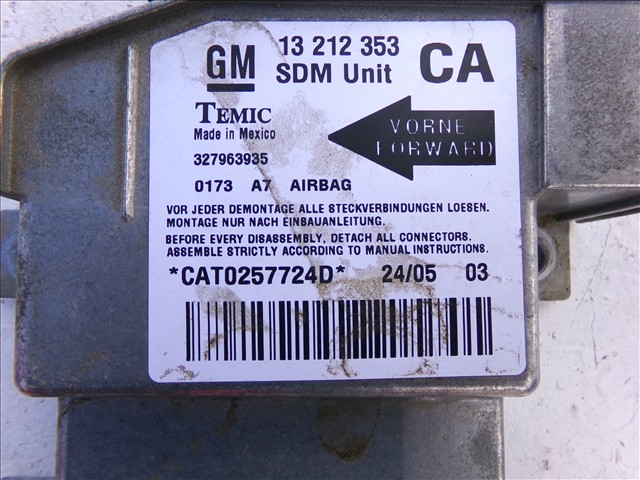 GM 13 212 353 CA
SDM Unit
TEMIC
Made in Mexico
VORNE
FORWARD
327963935
0173 A7 AIRBAG
VOR JEDER DEMONTAGE ALLE STECKVERBINDUNGEN LOESEN.
MONTAGE NUR NACH EINBAUANLEITUNG.
BEFORE EVERY DISASSEMBLY, DETACH ALL CONNECTORS.
ASSEMBLE STRICTLY ACCORDING TO MANUAL INSTRUCTIONS.
*CAT0257724D* 24/05 03